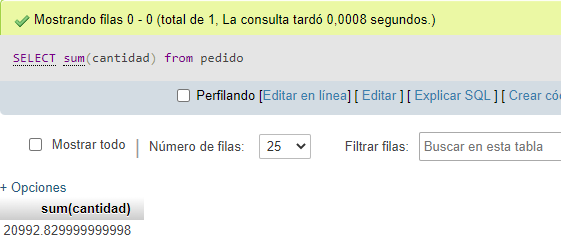 Mostrando filas 0 - 0 (total de 1, La consulta tardó 0,0008 segundos.)
SELECT sum(cantidad) from pedido
Perfilando [Editar en línea] [ Editar ] [ Explicar SQL ] [ Crear có
Mostrar todo | Número de filas: 25 Filtrar filas: Buscar en esta tabla
+ Opciones
sum(cantidad)
20992.829999999998